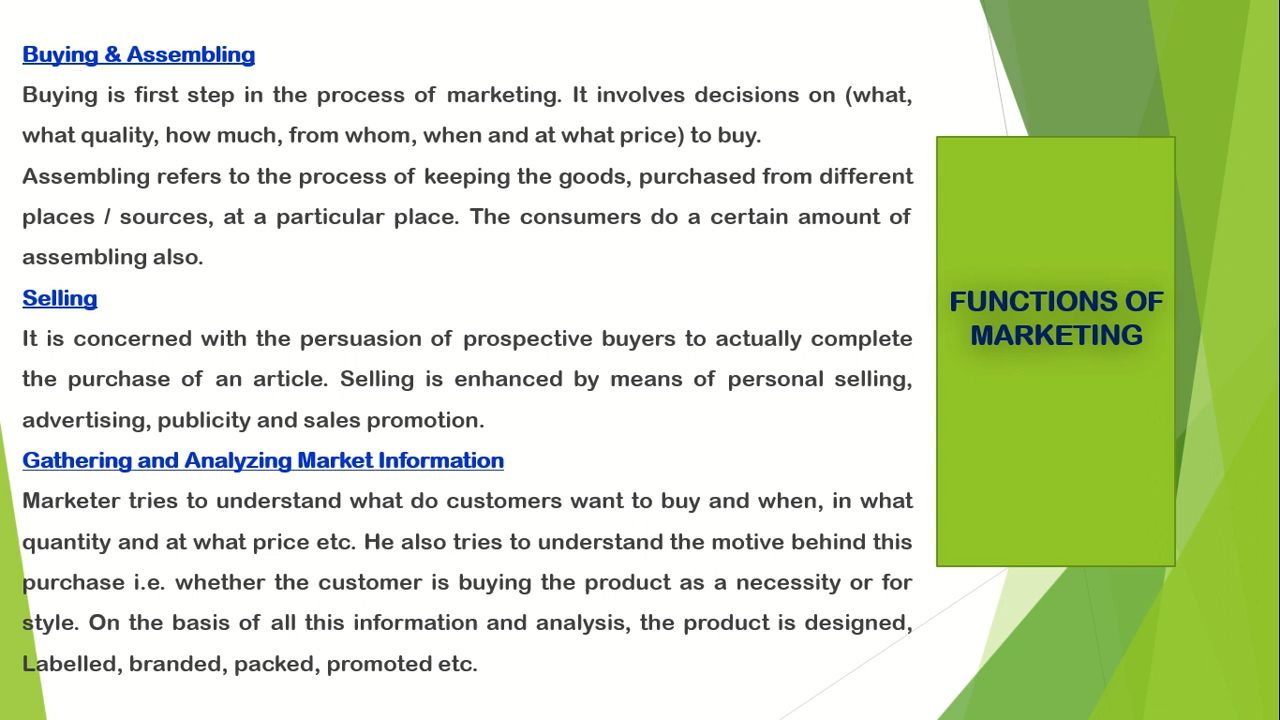 Buying & Assembling
Buying is first step in the process of marketing. It involves decisions on (what,
what quality, how much, from whom, when and at what price) to buy.
Assembling refers to the process of keeping the goods, purchased from different
places / sources, at a particular place. The consumers do a certain amount of
assembling also.
Selling
It is concerned with the persuasion of prospective buyers to actually complete
the purchase of an article. Selling is enhanced by means of personal selling,
advertising, publicity and sales promotion.
Gathering and Analyzing Market Information
Marketer tries to understand what do customers want to buy and when, in what
quantity and at what price etc. He also tries to understand the motive behind this
purchase i.e. whether the customer is buying the product as a necessity or for
style. On the basis of all this information and analysis, the product is designed,
Labelled, branded, packed, promoted etc.
FUNCTIONS OF
MARKETING